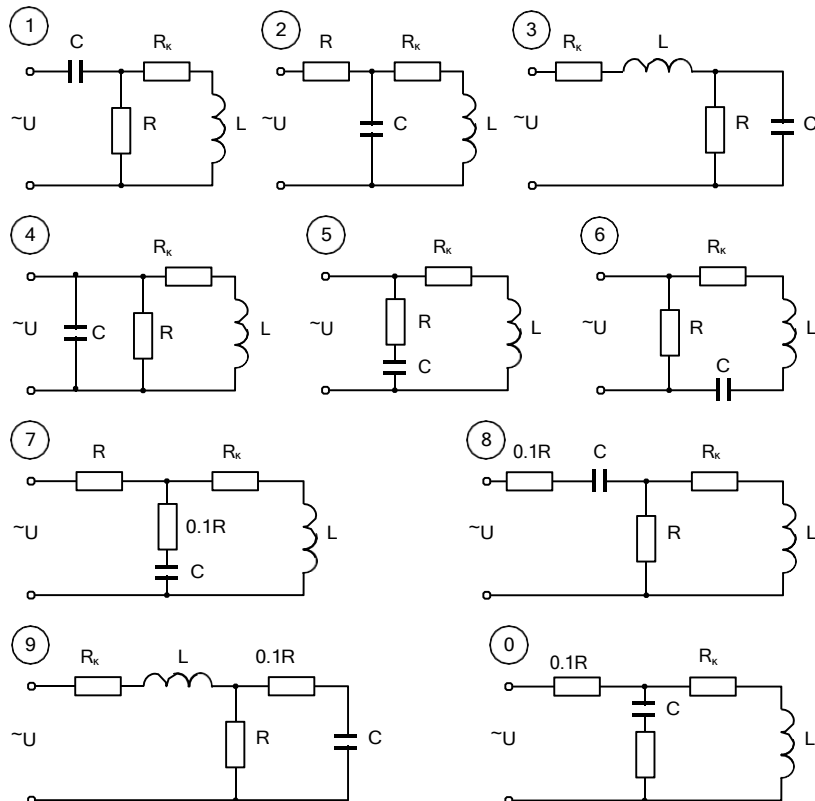 1 2 3
C Rк R Rк Rк L
~U R L ~U C L ~U R C
4 5 6
Rк Rк Rк
~U C R L ~U R C L ~U R C L
7 8
R Rк 0.1R C Rк
~U 0.1R C L ~U R L
9 0
Rк L 0.1R 0.1R Rк
~U R C ~U C L